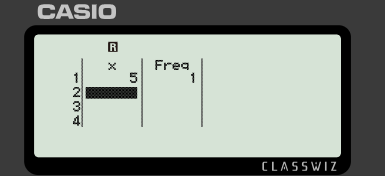 CASIO
R
x Freq
1 5 1
2
3
4
CLASSWIZ